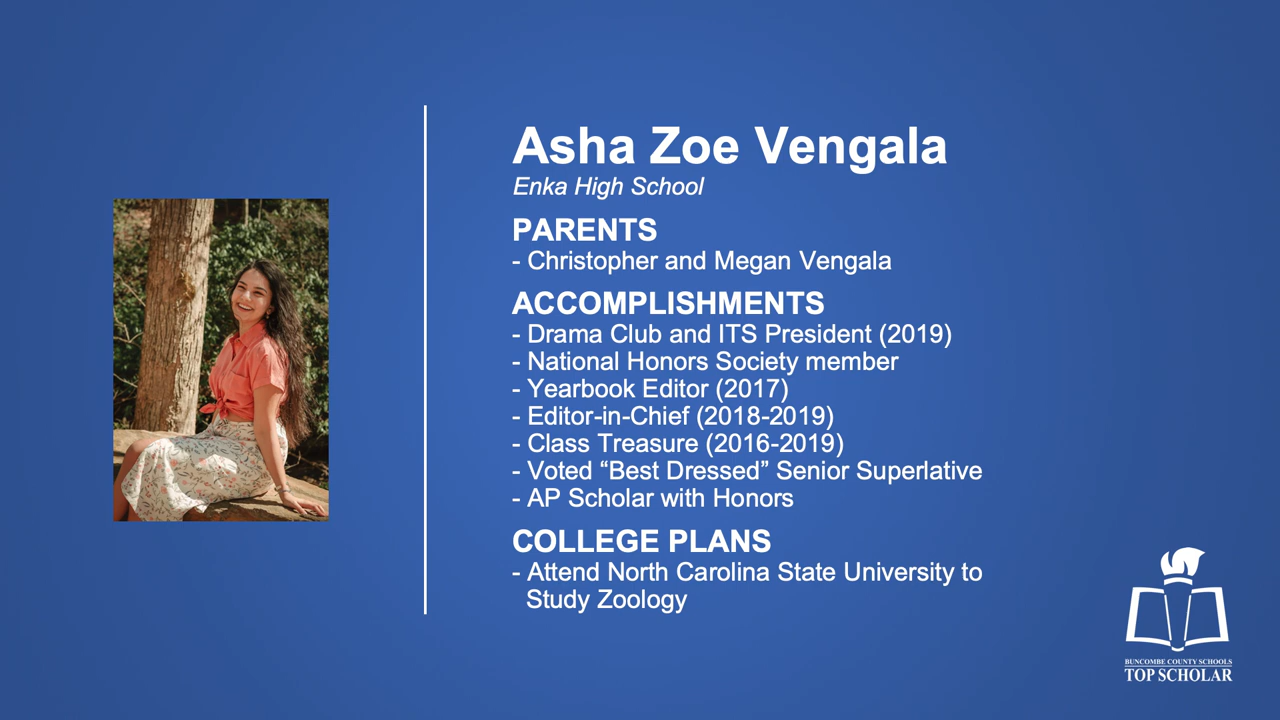 Asha Zoe Vengala
Enka High School
PARENTS
- Christopher and Megan Vengala
ACCOMPLISHMENTS
- Drama Club and ITS President (2019)
- National Honors Society member
- Yearbook Editor (2017)
- Editor-in-Chief (2018-2019)
- Class Treasure (2016-2019)
- Voted “Best Dressed” Senior Superlative
- AP Scholar with Honors
COLLEGE PLANS
- Attend North Carolina State University to
Study Zoology
BUNCOMBE COUNTY SCHOOLS
TOP SCHOLAR